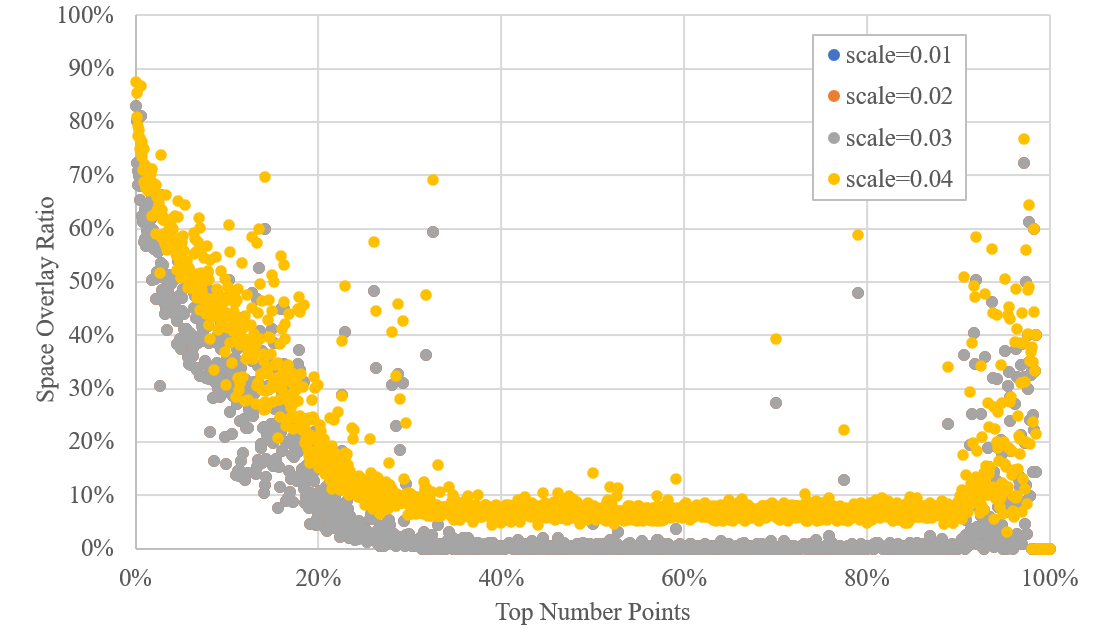 100%
90%
80%
70%
60%
50%
40%
30%
20%
10%
0%
Space Overlay Ratio
scale=0.01
scale=0.02
scale=0.03
scale=0.04
0% 20% 40% 60% 80% 100%
Top Number Points